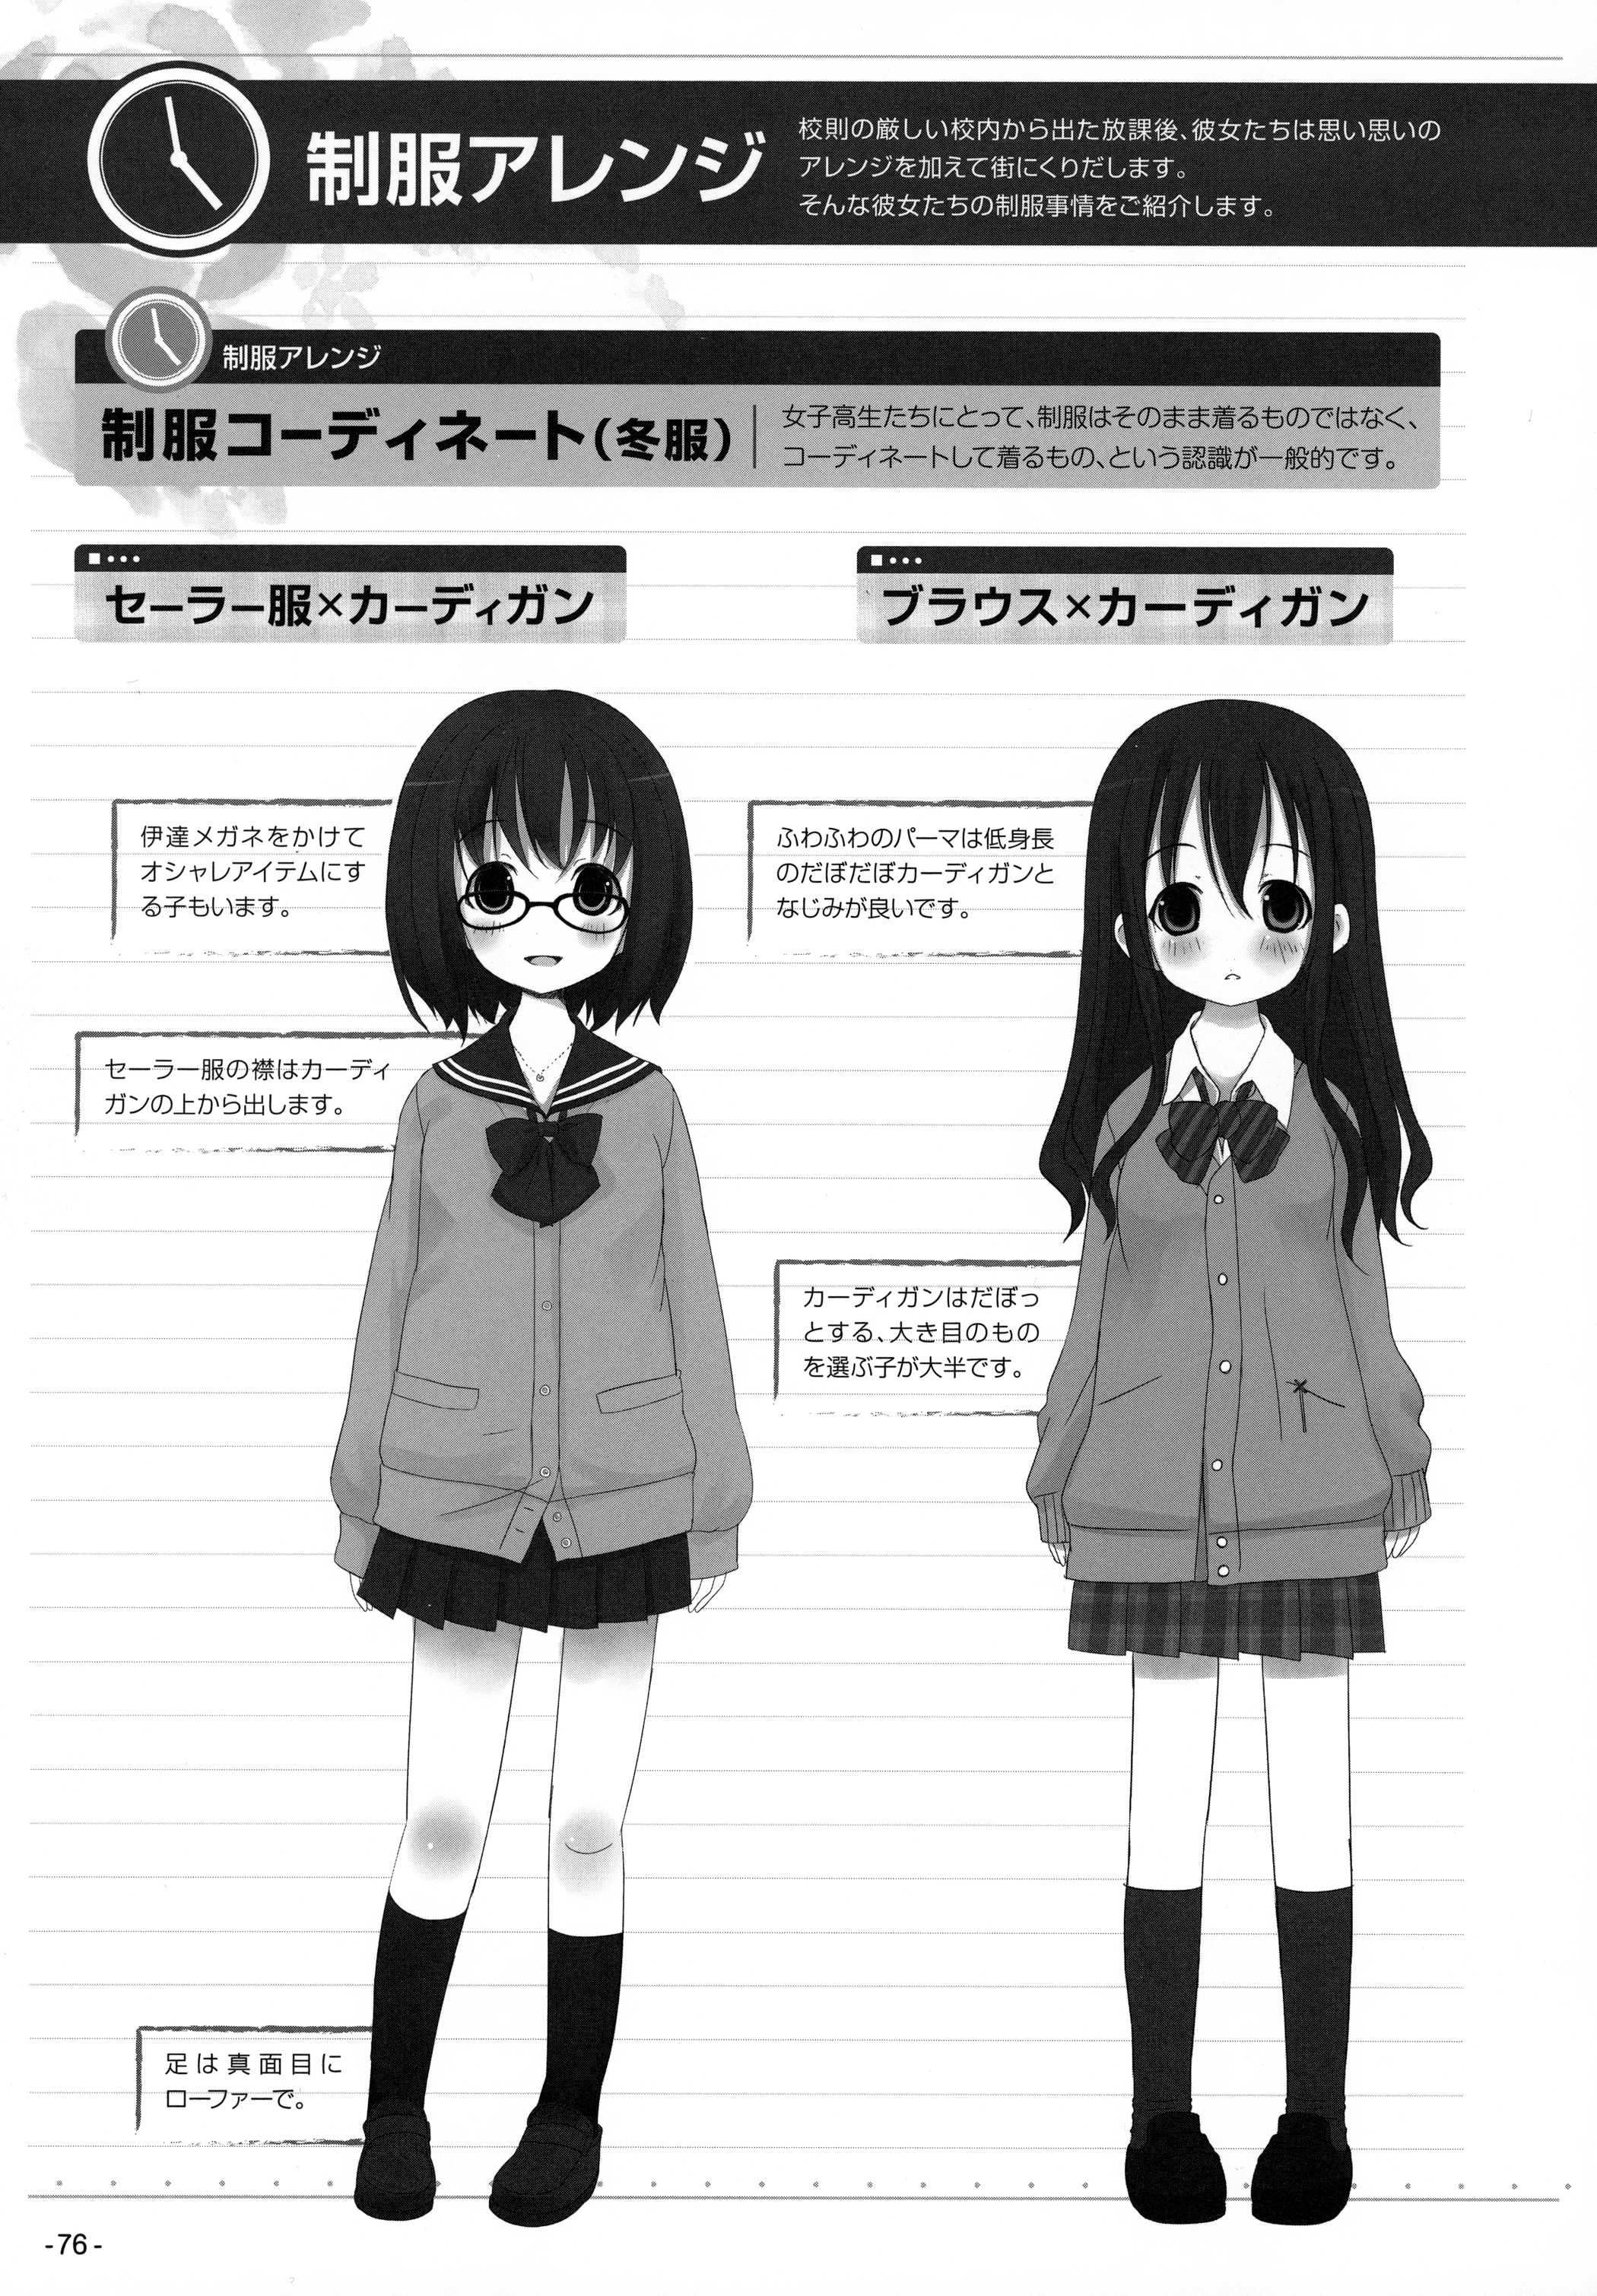 制服アレンジ
校則の厳しい校内から出た放課後、彼女たちは思い思いの
アレンジを加えて街にくりだします。
そんな彼女たちの制服事情をご紹介します。
制服アレンジ
制服コーディネート（冬服）
女子高生たちにとって、制服はそのまま着るものではなく、
コーディネートして着るもの、という認識が一般的です。
セーラー服×カーディガン
伊達メガネをかけて
オシャレアイテムにす
る子もいます。
セーラー服の襟はカーディ
ガンの上から出します。
足は真面目に
ローファーで。
ブラウス×カーディガン
ふわふわのパーマは低身長
のだぼだぼカーディガンと
なじみが良いです。
カーディガンはだぼっ
とする、大き目のもの
を選ぶ子が大半です。
-76-